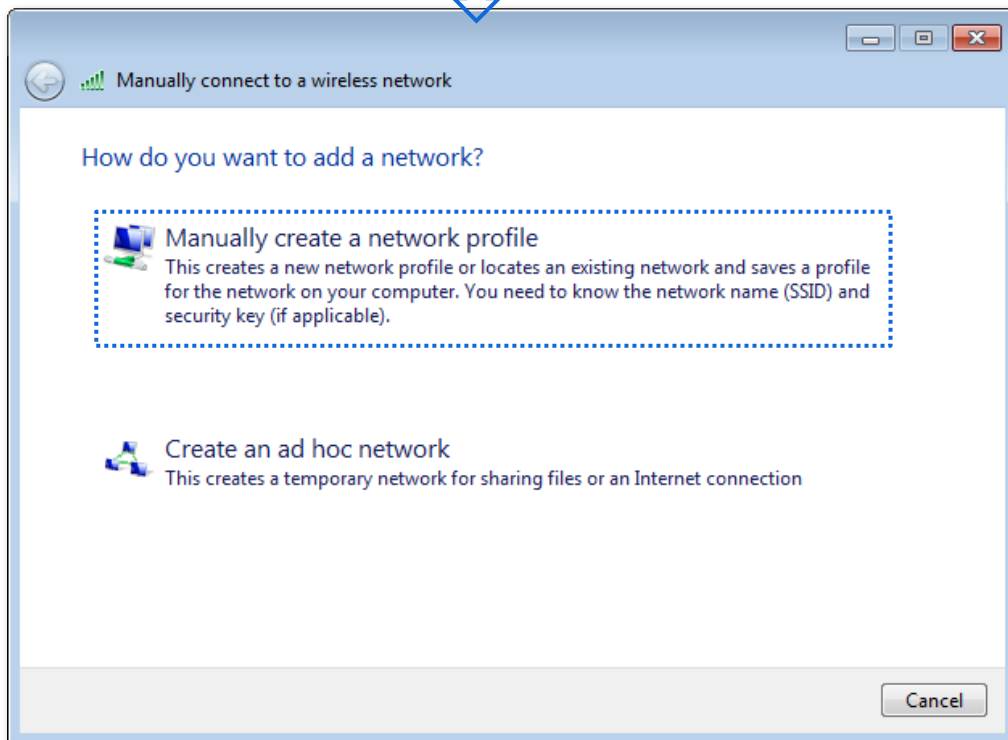 Manually connect to a wireless network
How do you want to add a network?
Manually create a network profile
This creates a new network profile or locates an existing network and saves a profile
for the network on your computer. You need to know the network name (SSID) and
security key (if applicable).
Create an ad hoc network
This creates a temporary network for sharing files or an Internet connection
Cancel